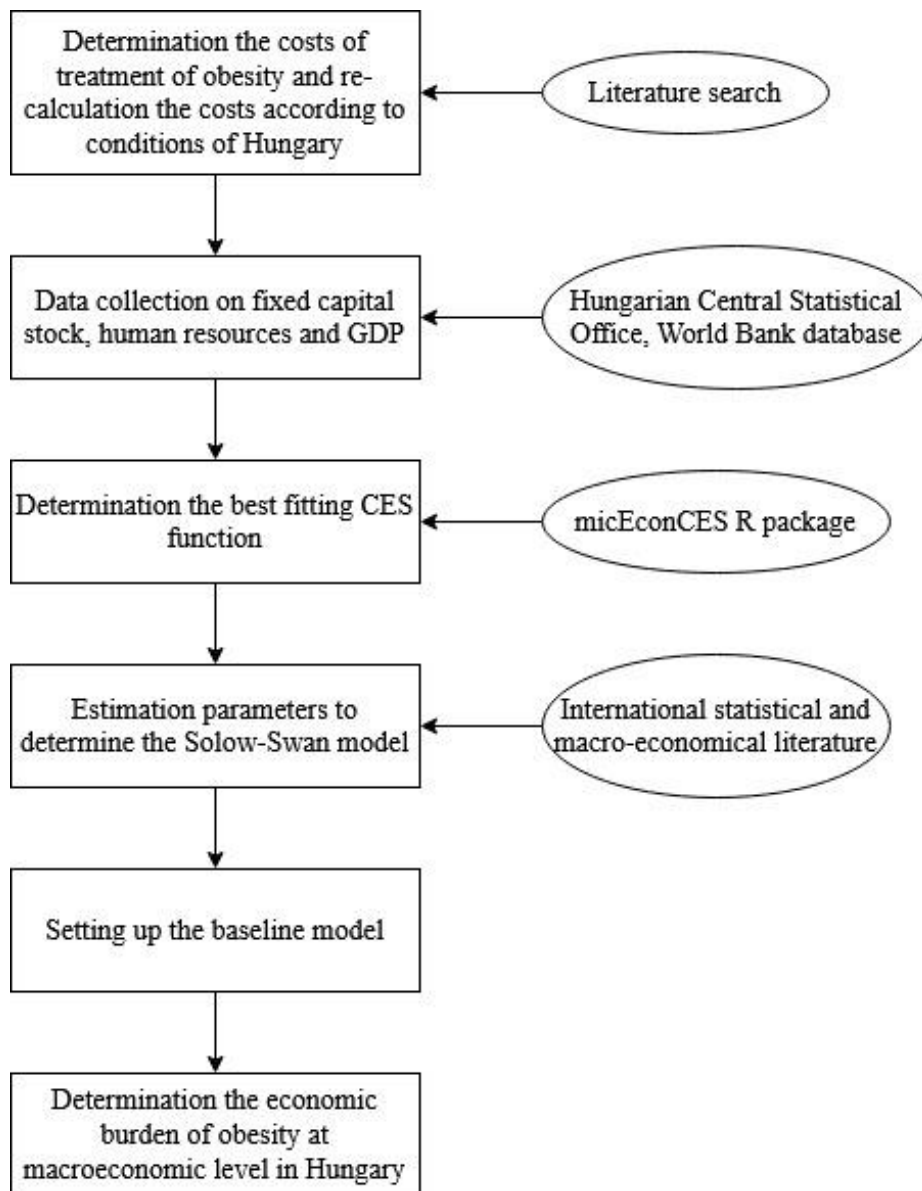 Determination the costs of
treatment of obesity and re-
calculation the costs according to
conditions of Hungary
Literature search
Data collection on fixed capital
stock, human resources and GDP
Hungarian Central Statistical
Office, World Bank database
Determination the best fitting CES
function
micEconCES R package
Estimation parameters to
determine the Solow-Swan model
International statistical and
macro-economical literature
Setting up the baseline model
Determination the economic
burden of obesity at
macroeconomic level in Hungary